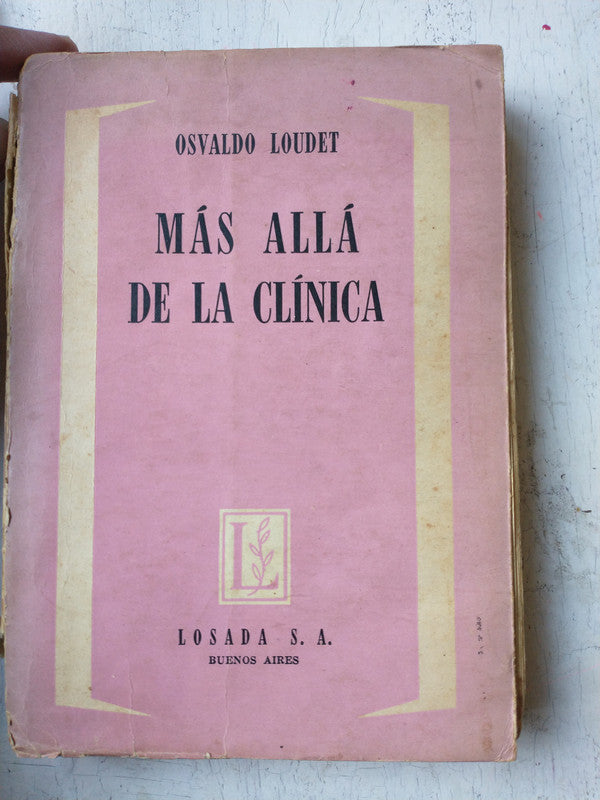 OSVALDO LOUDET
MÁS ALLÁ
DE LA CLÍNICA
L
LOSADA S. A.
BUENOS AIRES